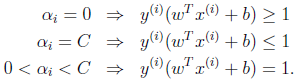 αᵢ = 0 ⇒ y⁽ⁱ⁾(wᵀx⁽ⁱ⁾ + b) ≥ 1
αᵢ = C ⇒ y⁽ⁱ⁾(wᵀx⁽ⁱ⁾ + b) ≤ 1
0 < αᵢ < C ⇒ y⁽ⁱ⁾(wᵀx⁽ⁱ⁾ + b) = 1.